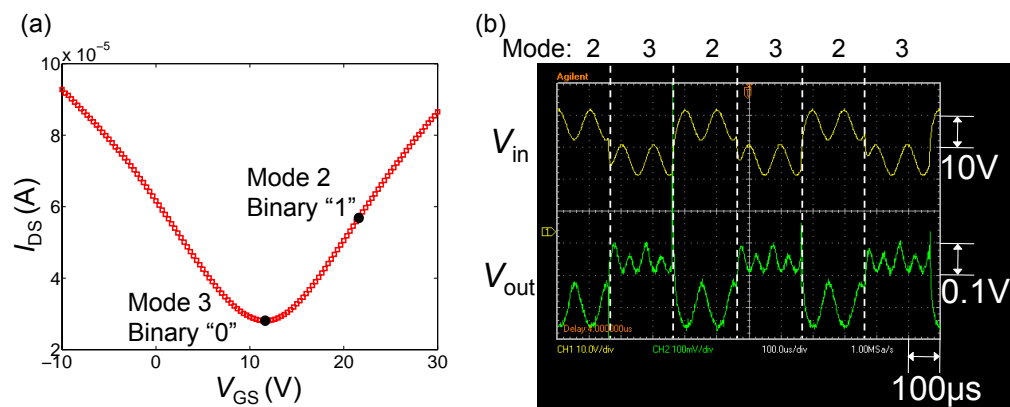 (a)
x 10⁻⁵
10
8
6
4
2
−10
0
10
20
30
I_DS (A)
V_GS (V)
Mode 2
Binary “1”
Mode 3
Binary “0”
(b)
Mode: 2 3 2 3 2 3
Agilent
V_in
10V
V_out
0.1V
Delay:4.000000us
CH1 10.0V/div CH2 100mV/div 100.0us/div 1.00MSa/s
100µs